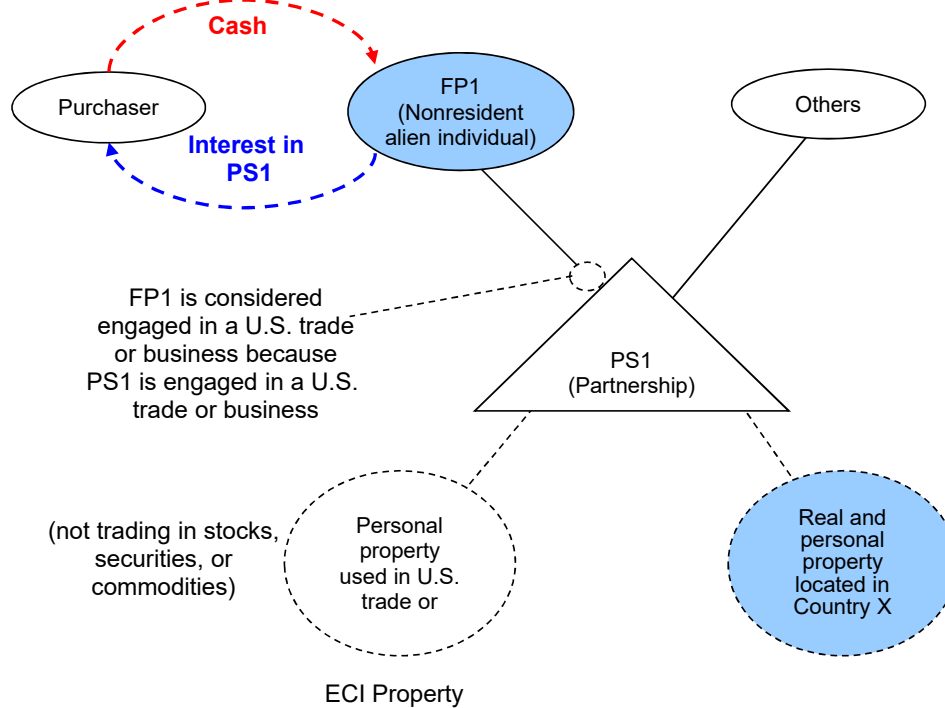 Cash
Purchaser
FP1
(Nonresident
alien individual)
Others
Interest in
PS1
FP1 is considered
engaged in a U.S. trade
or business because
PS1 is engaged in a U.S.
trade or business
PS1
(Partnership)
(not trading in stocks,
securities, or
commodities)
Personal
property
used in U.S.
trade or
Real and
personal
property
located in
Country X
ECI Property